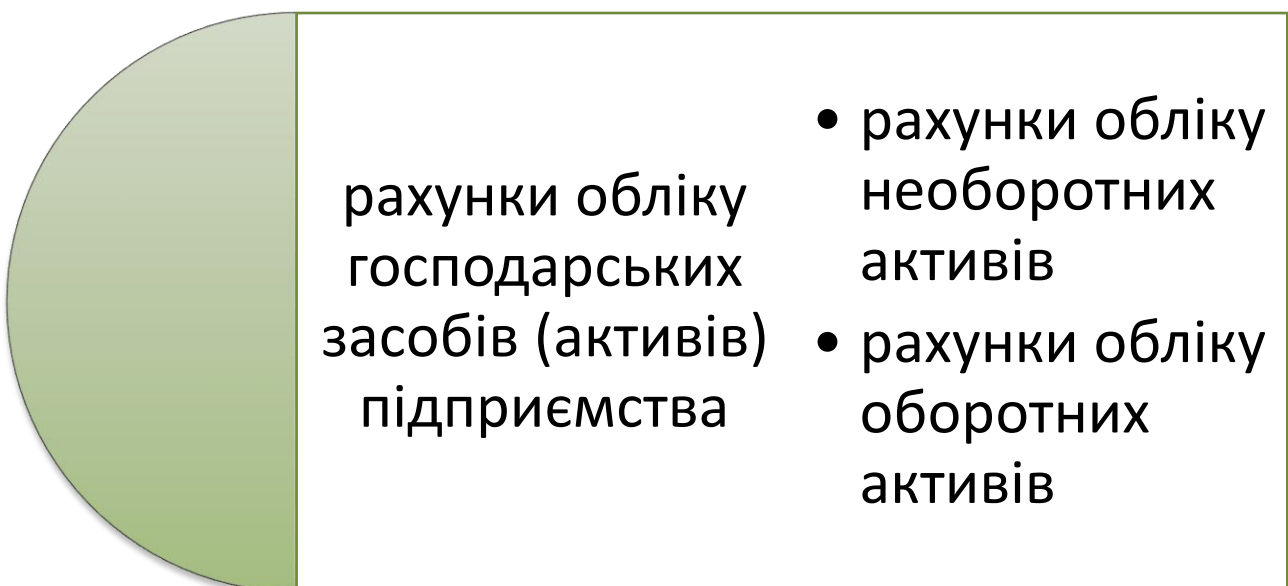 рахунки обліку
господарських
засобів (активів)
підприємства
• рахунки обліку
необоротних
активів
• рахунки обліку
оборотних
активів